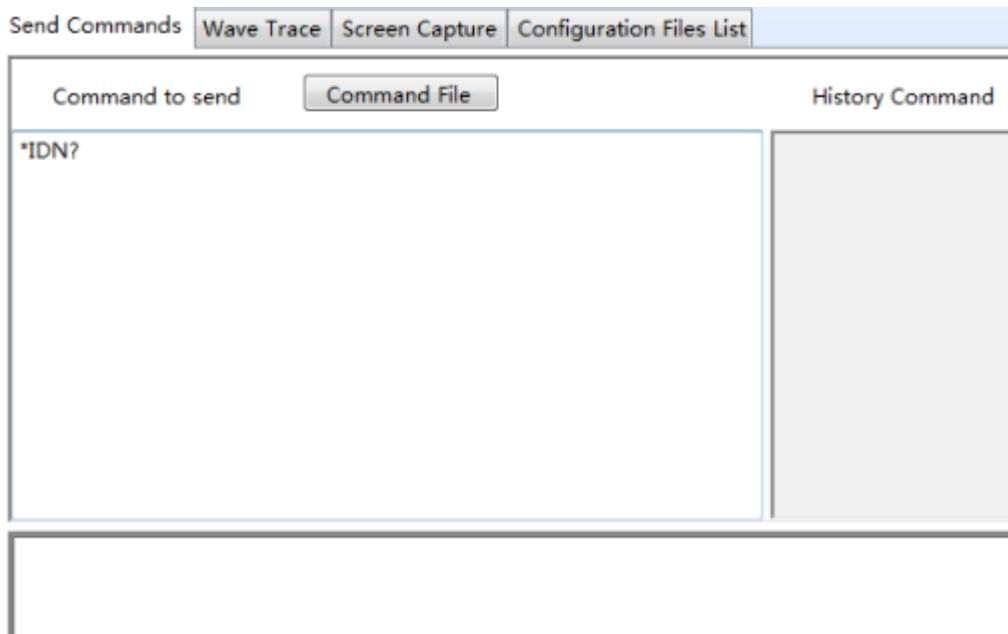 Send Commands Wave Trace Screen Capture Configuration Files List
Command to send Command File History Command
*IDN?